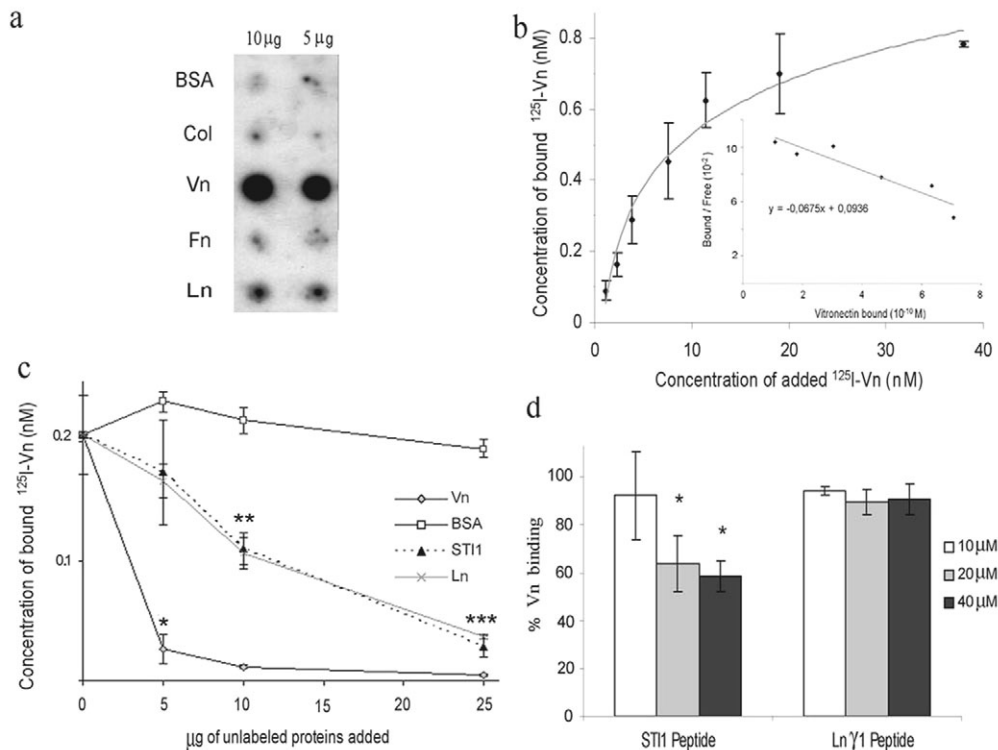 a
10μg 5 μg
BSA
Col
Vn
Fn
Ln
b
Concentration of bound ¹²⁵I-Vn (nM)
0.8
0.6
0.4
0.2
0
0 10 20 30 40
Concentration of added ¹²⁵I-Vn (nM)
Bound / Free (10⁻²)
10
6
2
y = -0,0675x + 0,0936
0 2 4 6 8
Vitronectin bound (10⁻¹⁰ M)
c
Concentration of bound ¹²⁵I-Vn (nM)
0.2
0.1
*
**
***
Vn
BSA
STI1
Ln
0 5 10 15 20 25
μg of unlabeled proteins added
d
% Vn binding
100
80
60
40
20
0
*
*
10μM
20μM
40μM
STI1 Peptide Ln γ1 Peptide